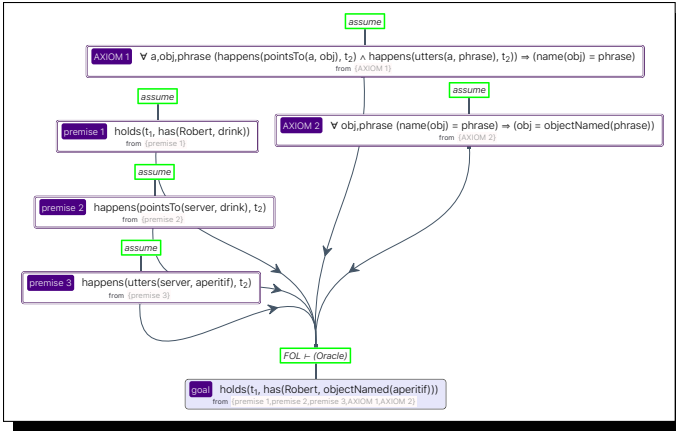 assume
AXIOM 1 ∀ a,obj,phrase (happens(pointsTo(a, obj), t₂) ∧ happens(utters(a, phrase), t₂)) ⇒ (name(obj) = phrase)
from {AXIOM 1}
assume
assume
premise 1 holds(t₁, has(Robert, drink))
from {premise 1}
AXIOM 2 ∀ obj,phrase (name(obj) = phrase) ⇒ (obj = objectNamed(phrase))
from {AXIOM 2}
assume
premise 2 happens(pointsTo(server, drink), t₂)
from {premise 2}
assume
premise 3 happens(utters(server, aperitif), t₂)
from {premise 3}
FOL ⊢ (Oracle)
goal holds(t₁, has(Robert, objectNamed(aperitif)))
from {premise 1,premise 2,premise 3,AXIOM 1,AXIOM 2}